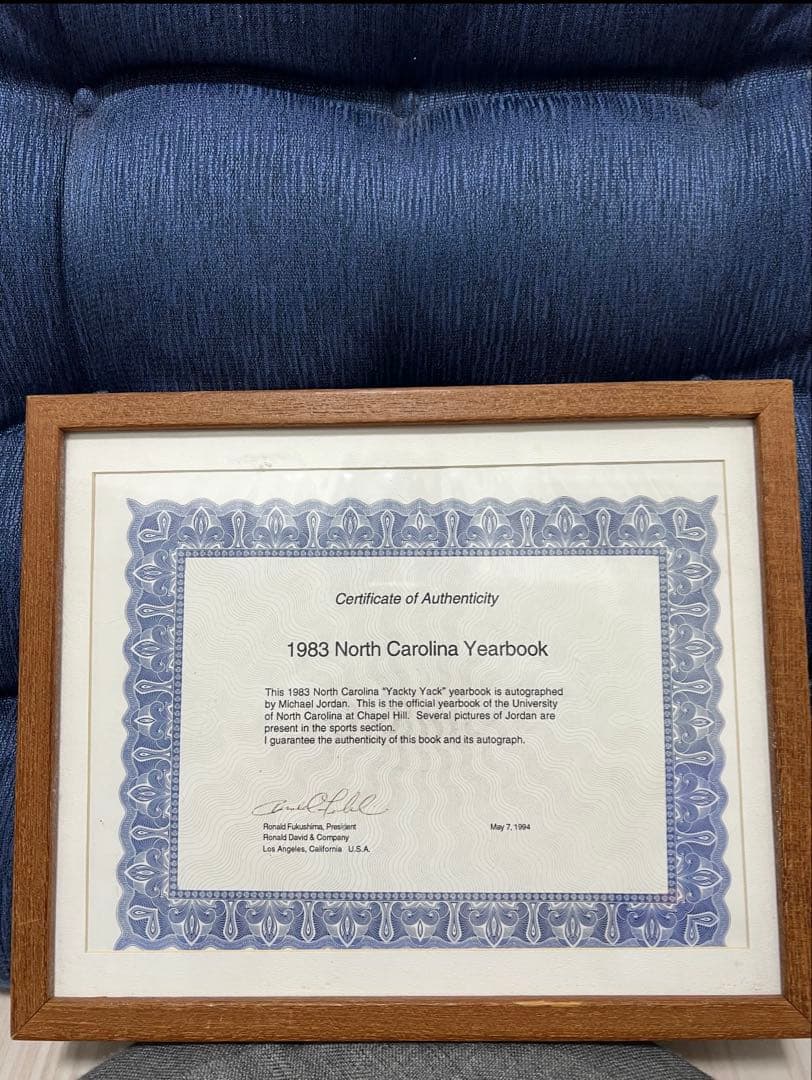 Certificate of Authenticity
1983 North Carolina Yearbook
This 1983 North Carolina "Yackty Yack" yearbook is autographed
by Michael Jordan. This is the official yearbook of the University
of North Carolina at Chapel Hill. Several pictures of Jordan are
present in the sports section.
I guarantee the authenticity of this book and its autograph.
Ronald Fukushima, President
May 7, 1994
Ronald David & Company
Los Angeles, California U.S.A.